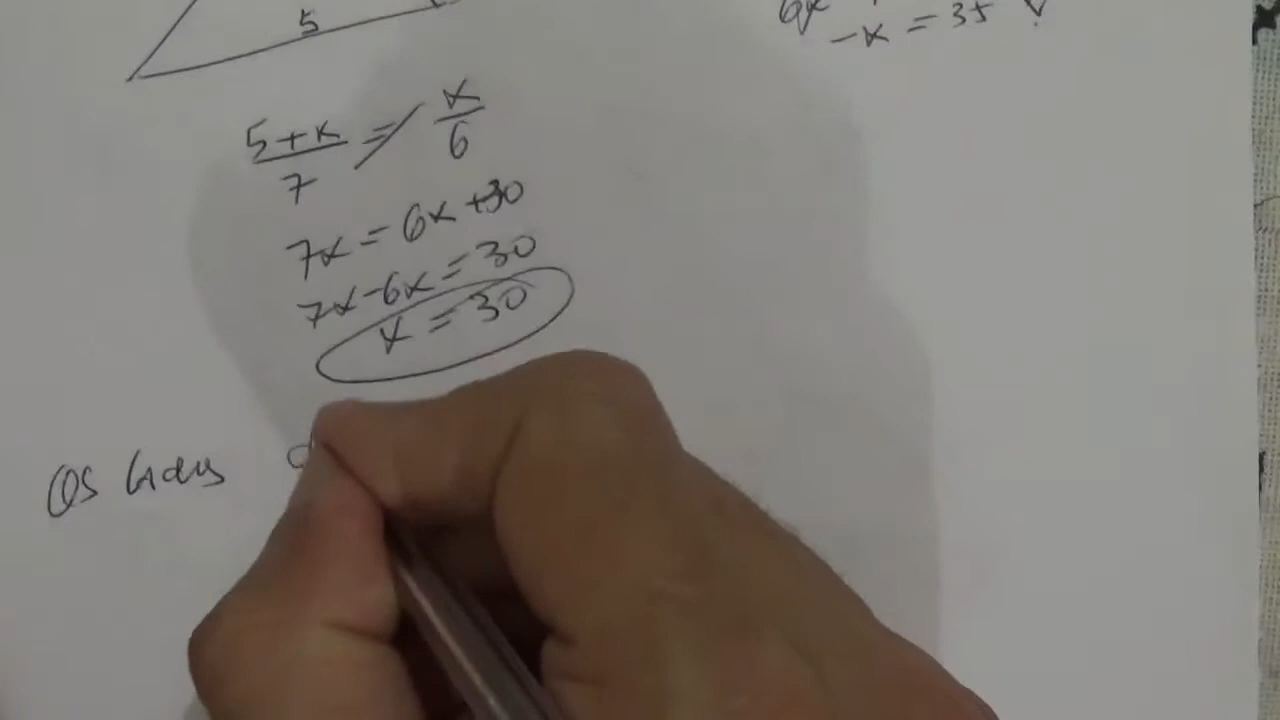 5
-x = 35
5+x/7 = x/6
7x = 6x +30
7x-6x = 30
x = 30
Os lados